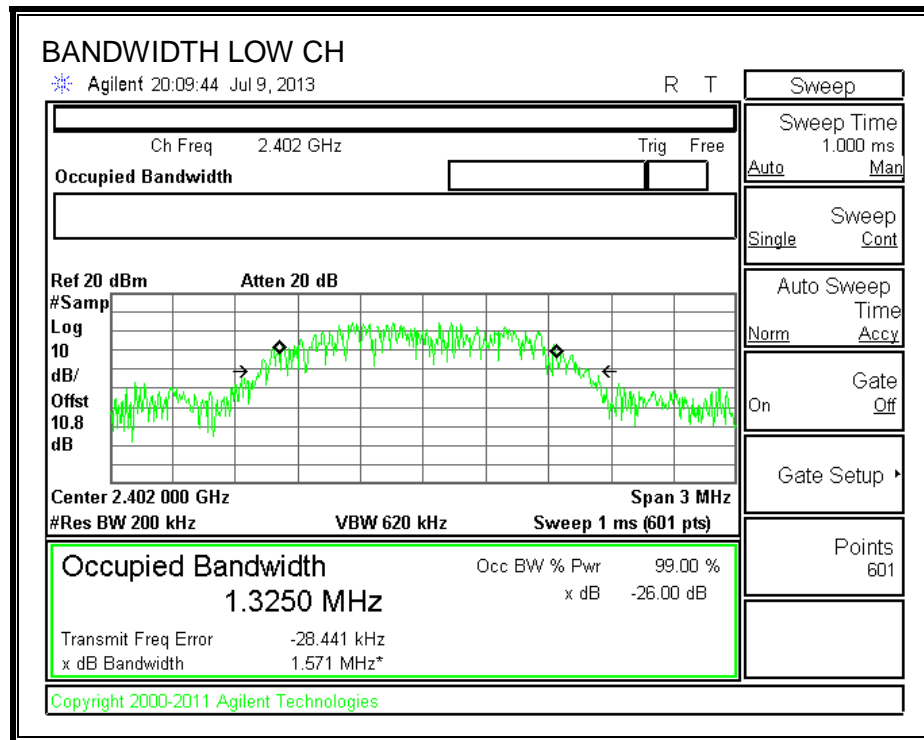 BANDWIDTH LOW CH
Agilent 20:09:44 Jul 9, 2013 R T
Ch Freq 2.402 GHz Trig Free
Occupied Bandwidth
Ref 20 dBm Atten 20 dB
#Samp
Log
10
dB/
Offst
10.8
dB
Center 2.402 000 GHz Span 3 MHz
#Res BW 200 kHz VBW 620 kHz Sweep 1 ms (601 pts)
Occupied Bandwidth Occ BW % Pwr 99.00 %
1.3250 MHz x dB -26.00 dB
Transmit Freq Error -28.441 kHz
x dB Bandwidth 1.571 MHz*
Copyright 2000-2011 Agilent Technologies
Sweep
Sweep Time
1.000 ms
Auto Man
Sweep
Single Cont
Auto Sweep
Time
Norm Accy
Gate
On Off
Gate Setup
Points
601